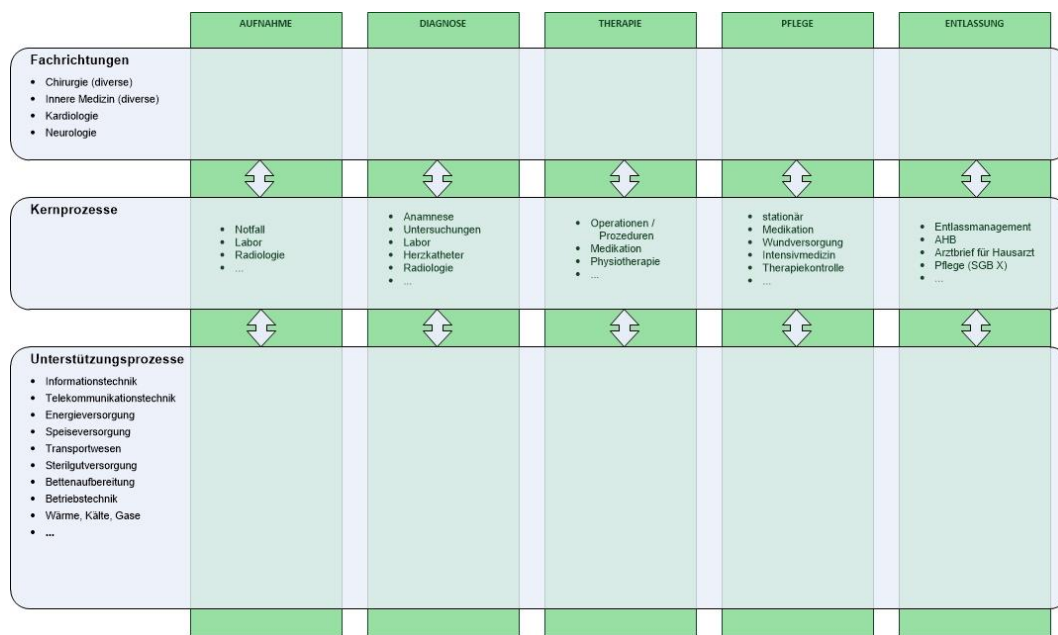 AUFNAHME
DIAGNOSE
THERAPIE
PFLEGE
ENTLASSUNG
Fachrichtungen
• Chirurgie (diverse)
• Innere Medizin (diverse)
• Kardiologie
• Neurologie
Kernprozesse
• Notfall
• Labor
• Radiologie
• ...
• Anamnese
• Untersuchungen
• Labor
• Herzkatheter
• Radiologie
• ...
• Operationen /
Prozeduren
• Medikation
• Physiotherapie
• ...
• stationär
• Medikation
• Wundversorgung
• Intensivmedizin
• Therapiekontrolle
• ...
• Entlassmanagement
• AHB
• Arztbrief für Hausarzt
• Pflege (SGB X)
• ...
Unterstützungsprozesse
• Informationstechnik
• Telekommunikationstechnik
• Energieversorgung
• Speiseversorgung
• Transportwesen
• Sterilgutversorgung
• Bettenaufbereitung
• Betriebstechnik
• Wärme, Kälte, Gase
• ...